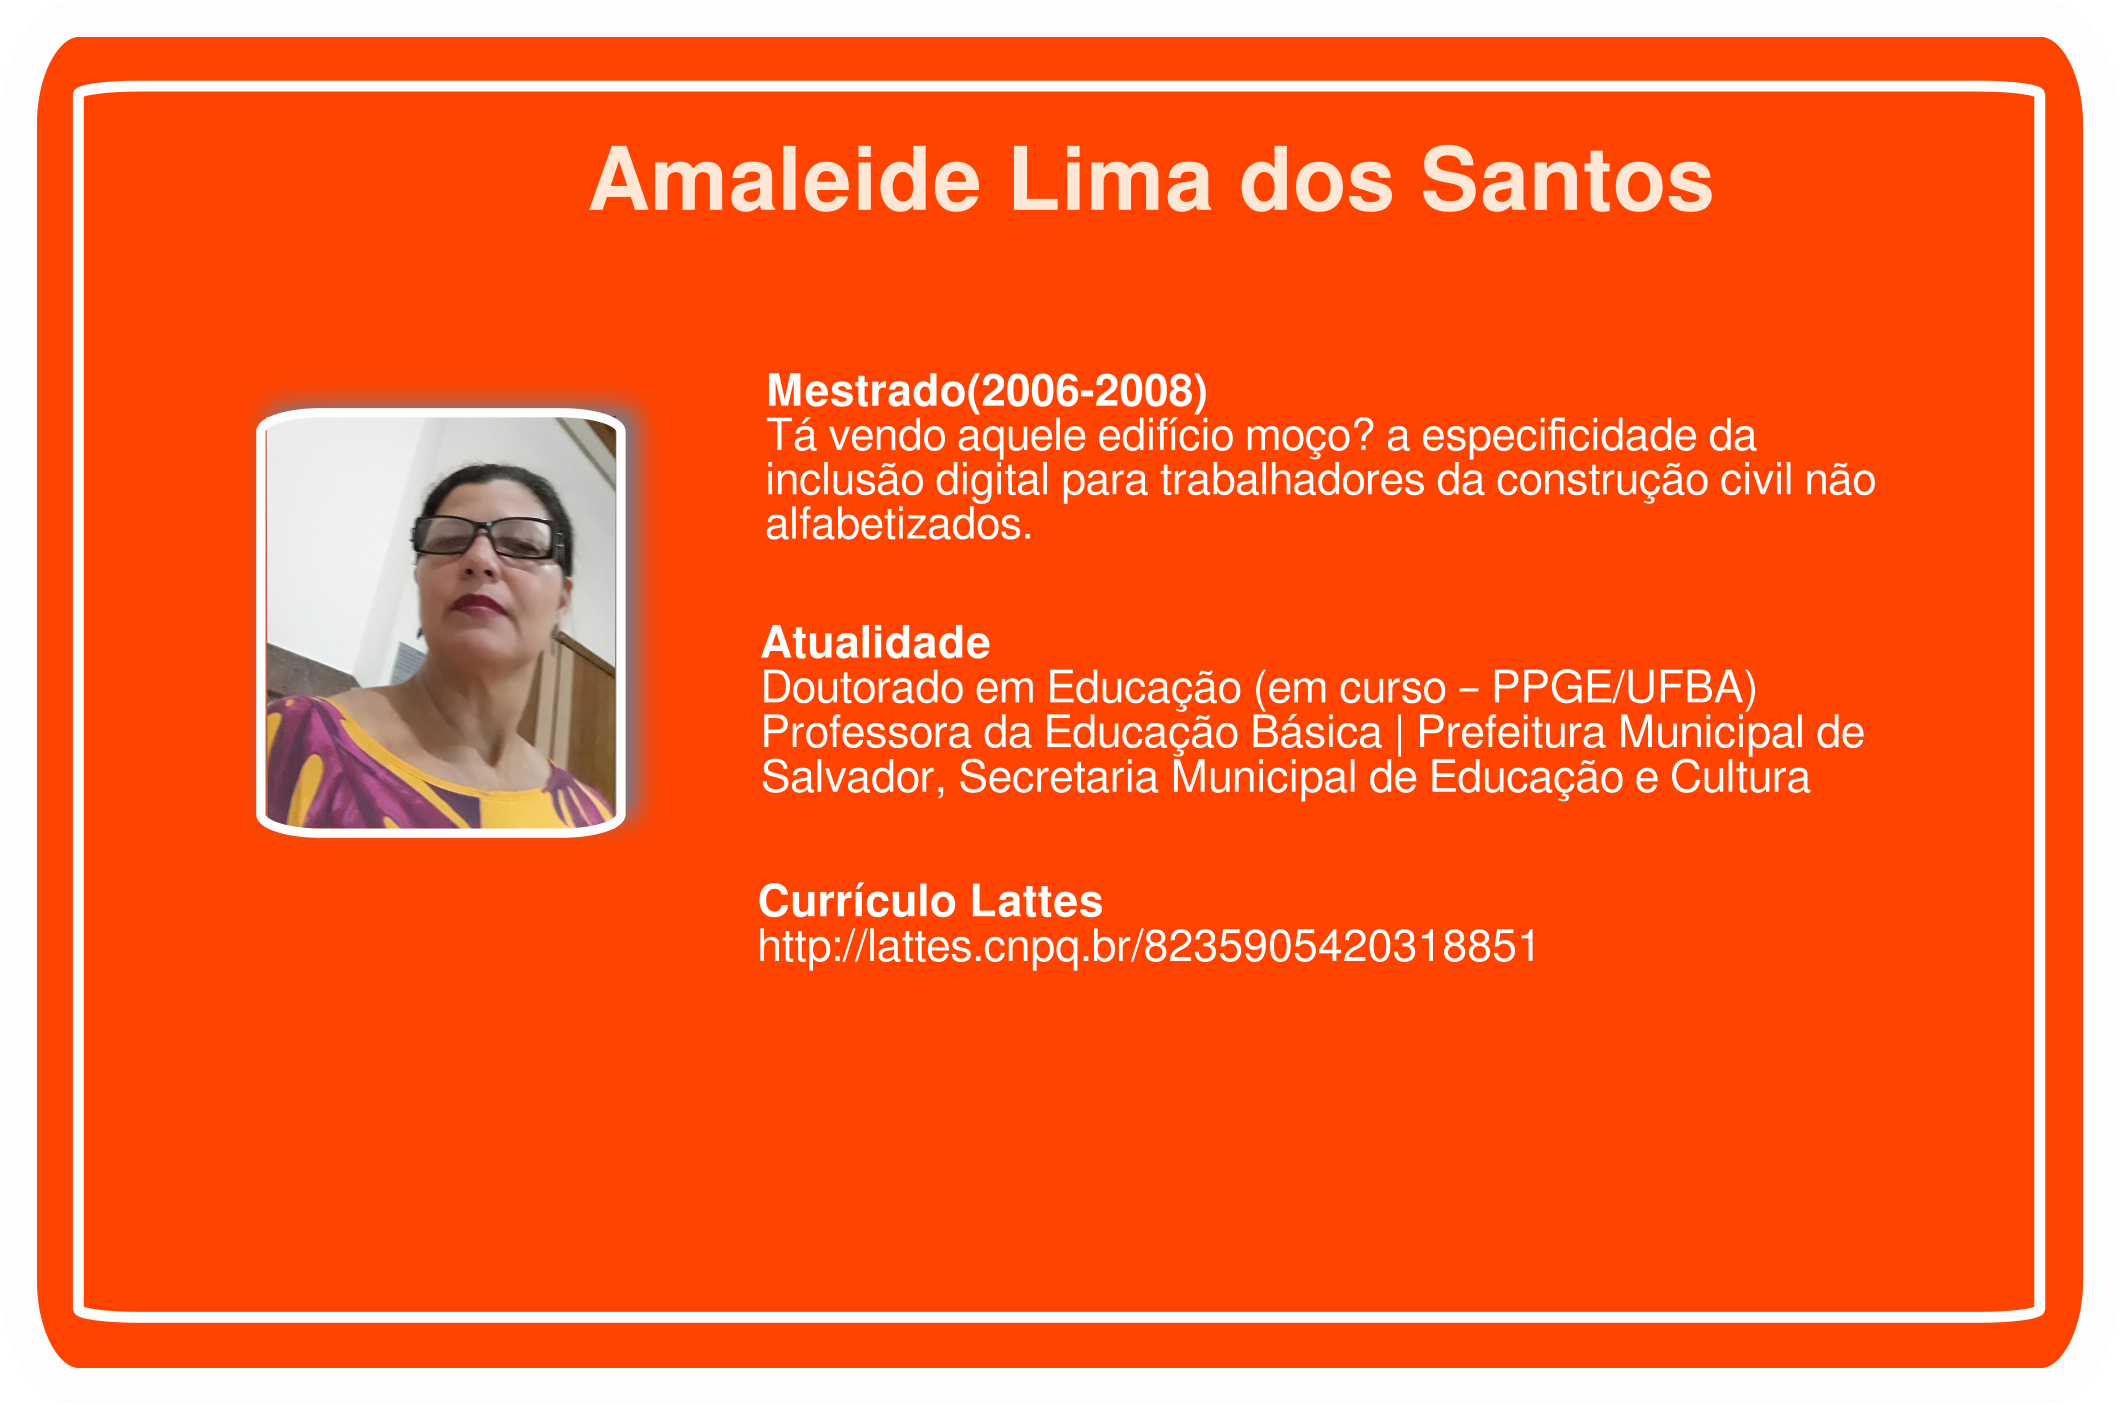 Amaleide Lima dos Santos
Mestrado(2006-2008)
Tá vendo aquele edifício moço? a especificidade da
inclusão digital para trabalhadores da construção civil não
alfabetizados.
Atualidade
Doutorado em Educação (em curso – PPGE/UFBA)
Professora da Educação Básica | Prefeitura Municipal de
Salvador, Secretaria Municipal de Educação e Cultura
Currículo Lattes
http://lattes.cnpq.br/8235905420318851